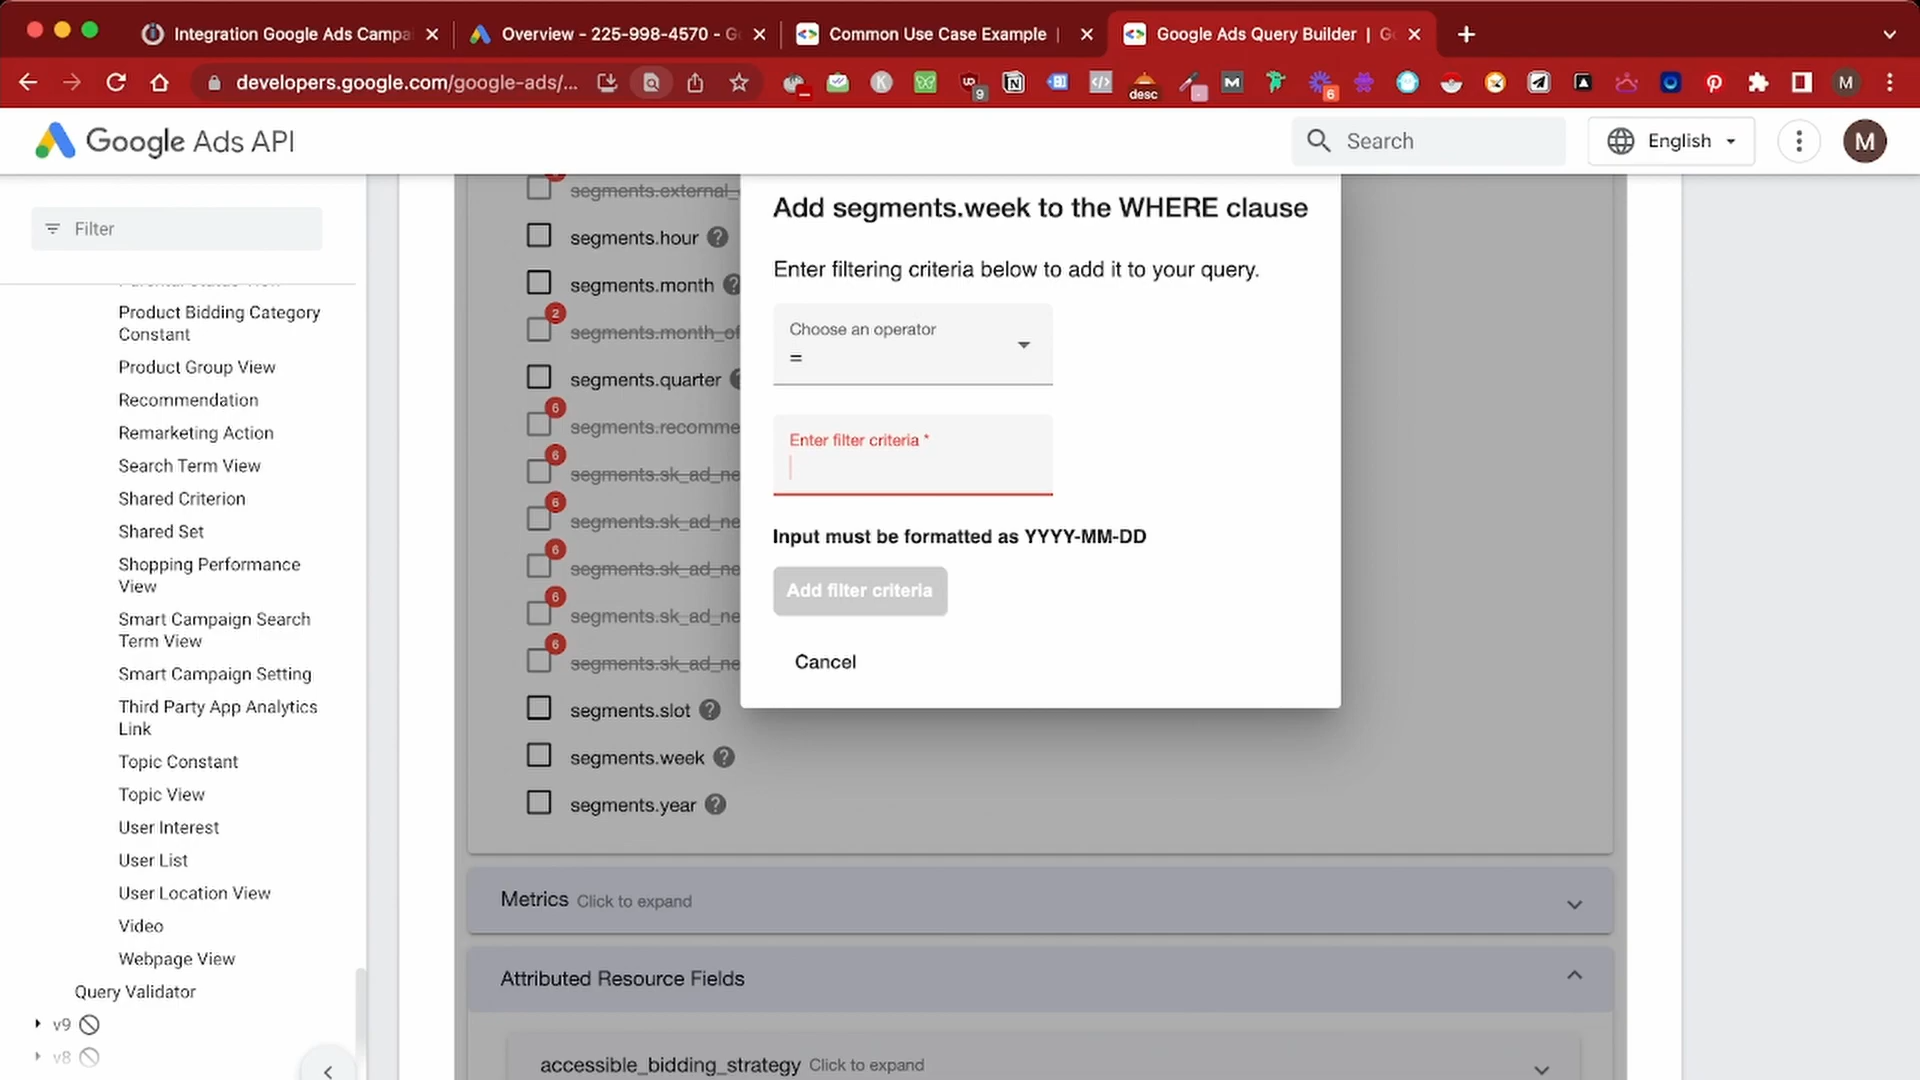 Integration Google Ads Campa
Overview - 225-998-4570 - G
Common Use Case Example |
Google Ads Query Builder | G
developers.google.com/google-ads/...
9
desc
6
M
Google Ads API
Search
English
M
Filter
Product Bidding Category
Constant
Product Group View
Recommendation
Remarketing Action
Search Term View
Shared Criterion
Shared Set
Shopping Performance
View
Smart Campaign Search
Term View
Smart Campaign Setting
Third Party App Analytics
Link
Topic Constant
Topic View
User Interest
User List
User Location View
Video
Webpage View
Query Validator
v9
v8
segments.external_
segments.hour ?
segments.month ?
2
segments.month_of
segments.quarter ?
6
segments.recomme
6
segments.sk_ad_ne
6
segments.sk_ad_ne
6
segments.sk_ad_ne
6
segments.sk_ad_ne
6
segments.sk_ad_ne
segments.slot ?
segments.week ?
segments.year ?
Add segments.week to the WHERE clause
Enter filtering criteria below to add it to your query.
Choose an operator
=
Enter filter criteria *
Input must be formatted as YYYY-MM-DD
Add filter criteria
Cancel
Metrics Click to expand
Attributed Resource Fields
accessible_bidding_strategy Click to expand